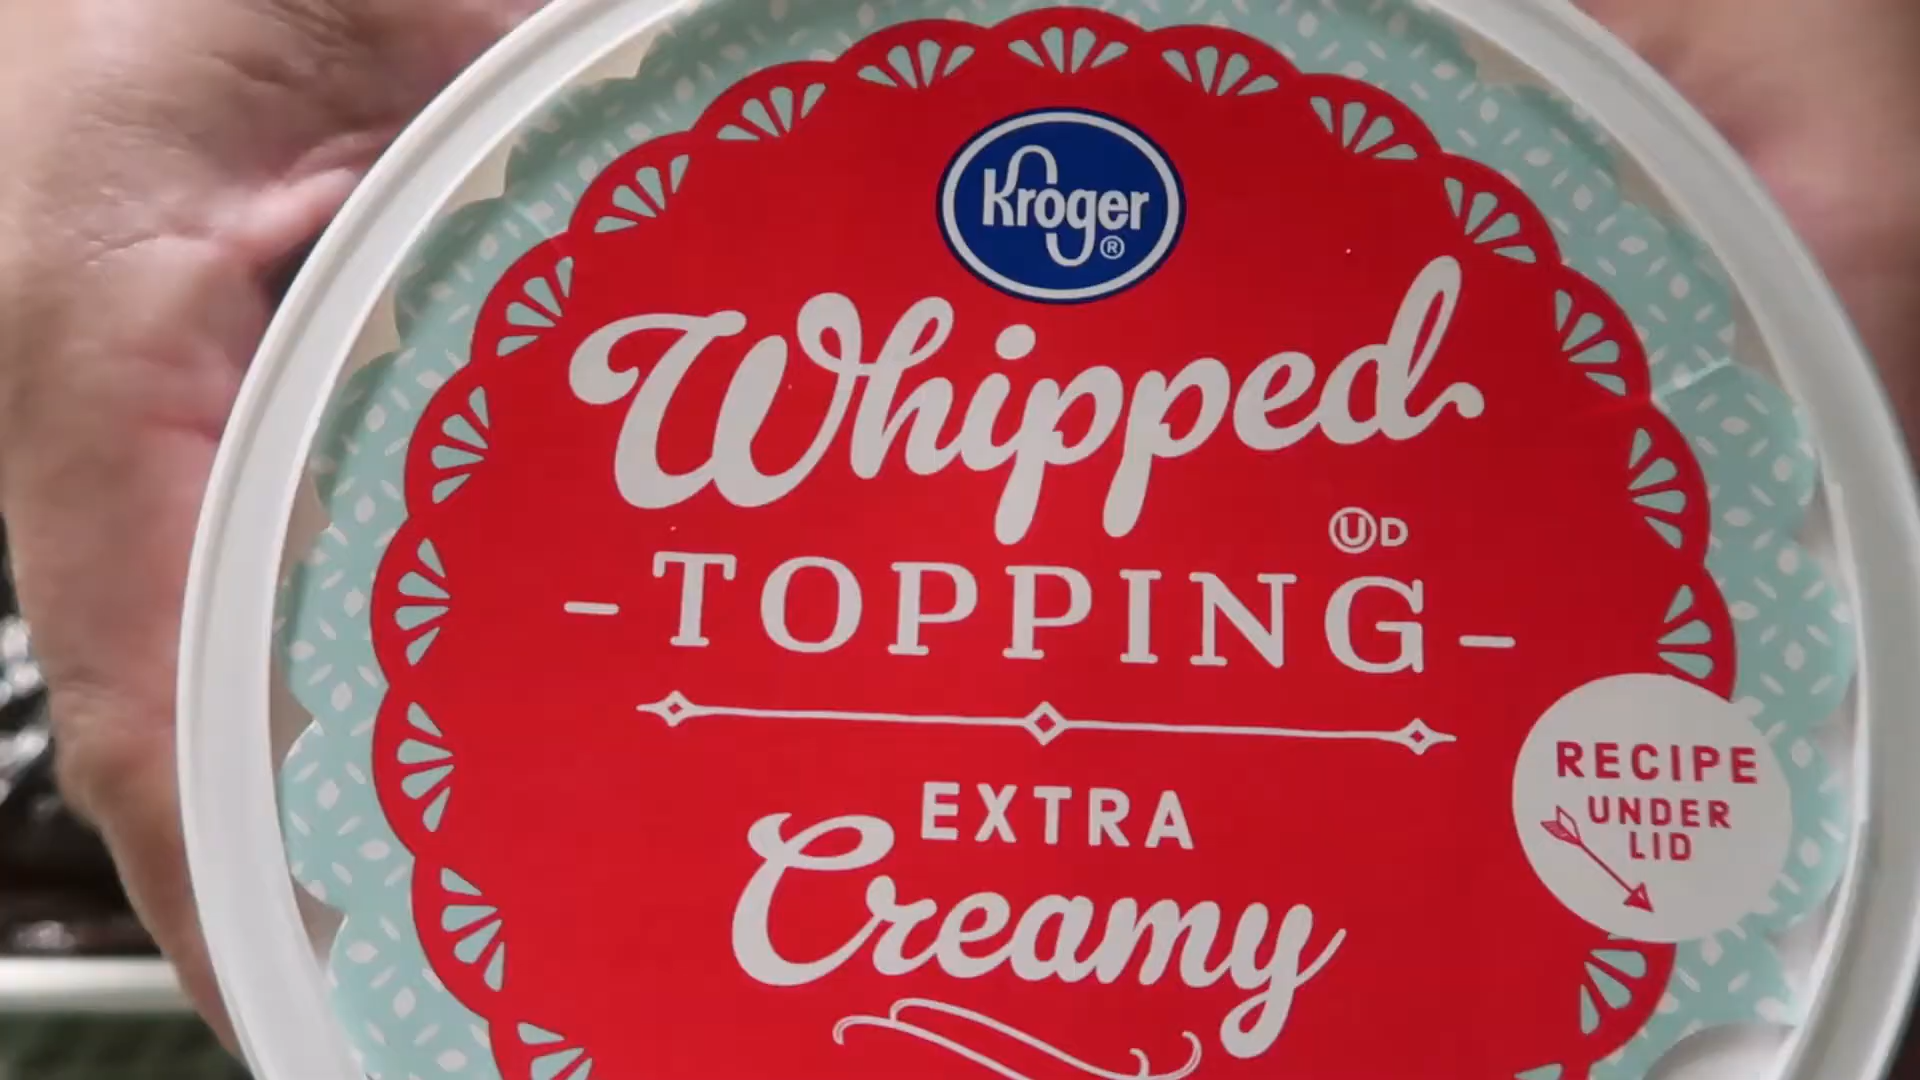 Kroger®
Whipped
ⓊD
-TOPPING-
EXTRA
Creamy
RECIPE
UNDER
LID